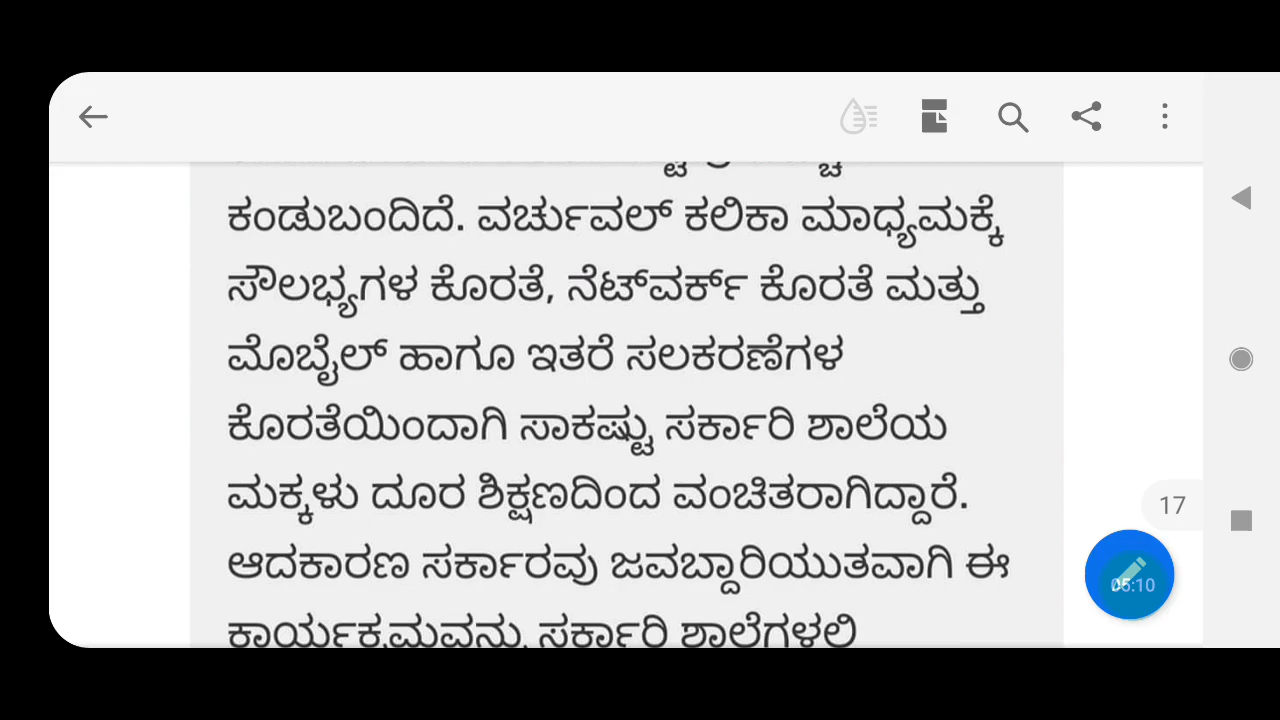 ಕಂಡುಬಂದಿದೆ. ವರ್ಚುವಲ್ ಕಲಿಕಾ ಮಾಧ್ಯಮಕ್ಕೆ
ಸೌಲಭ್ಯಗಳ ಕೊರತೆ, ನೆಟ್‌ವರ್ಕ್ ಕೊರತೆ ಮತ್ತು
ಮೊಬೈಲ್ ಹಾಗೂ ಇತರೆ ಸಲಕರಣೆಗಳ
ಕೊರತೆಯಿಂದಾಗಿ ಸಾಕಷ್ಟು ಸರ್ಕಾರಿ ಶಾಲೆಯ
ಮಕ್ಕಳು ದೂರ ಶಿಕ್ಷಣದಿಂದ ವಂಚಿತರಾಗಿದ್ದಾರೆ.
17
ಆದಕಾರಣ ಸರ್ಕಾರವು ಜವಬ್ದಾರಿಯುತವಾಗಿ ಈ
05:10
ಕಾರ್ಯಕ್ರಮವನ್ನು ಸರ್ಕಾರಿ ಶಾಲೆಗಳಲ್ಲಿ